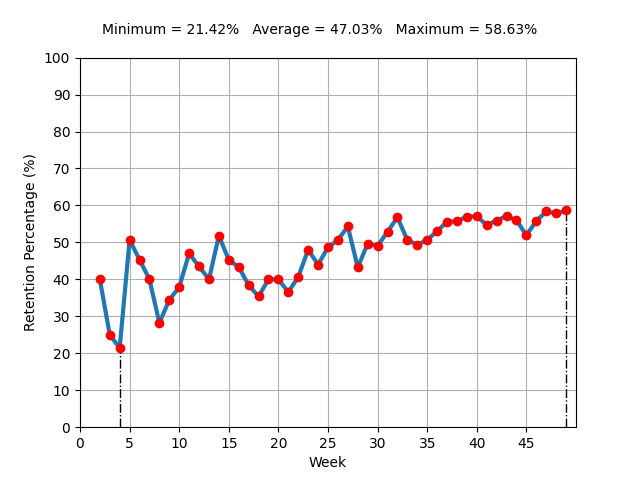 Minimum = 21.42%   Average = 47.03%   Maximum = 58.63%
100
90
80
70
60
50
40
30
20
10
0
Retention Percentage (%)
0 5 10 15 20 25 30 35 40 45
Week